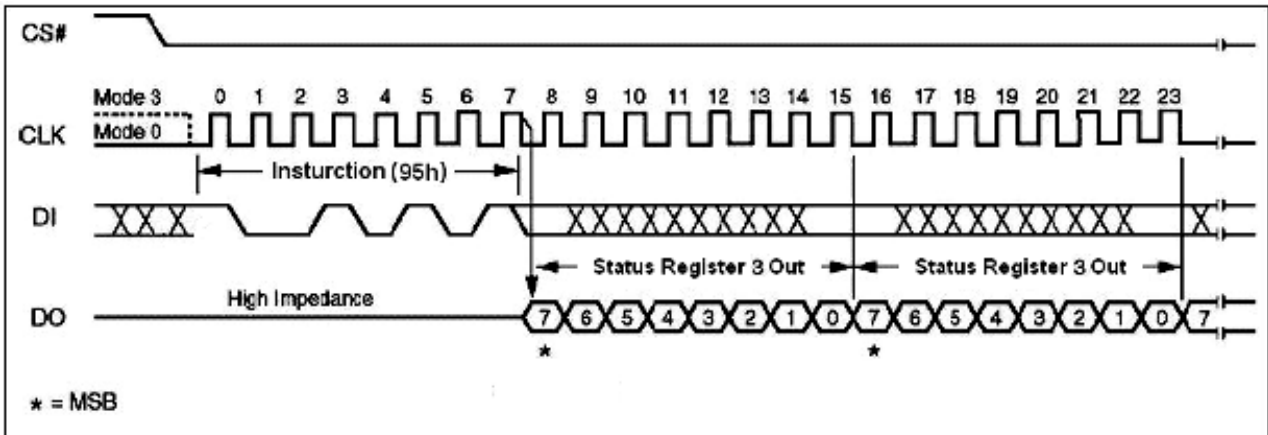 CS#
Mode 3 0 1 2 3 4 5 6 7 8 9 10 11 12 13 14 15 16 17 18 19 20 21 22 23
CLK Mode 0
Insturction (95h)
DI
Status Register 3 Out Status Register 3 Out
High Impedance
DO 7 6 5 4 3 2 1 0 7 6 5 4 3 2 1 0 7
* *
* = MSB